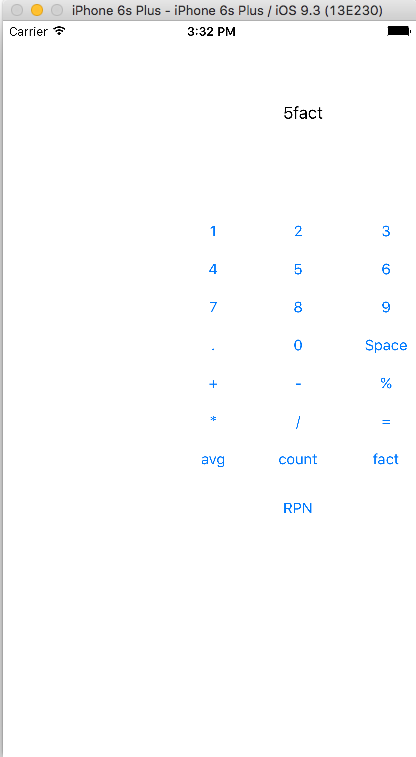 iPhone 6s Plus - iPhone 6s Plus / iOS 9.3 (13E230)
Carrier 3:32 PM
5fact
1 2 3
4 5 6
7 8 9
. 0 Space
+ - %
* / =
avg count fact
RPN